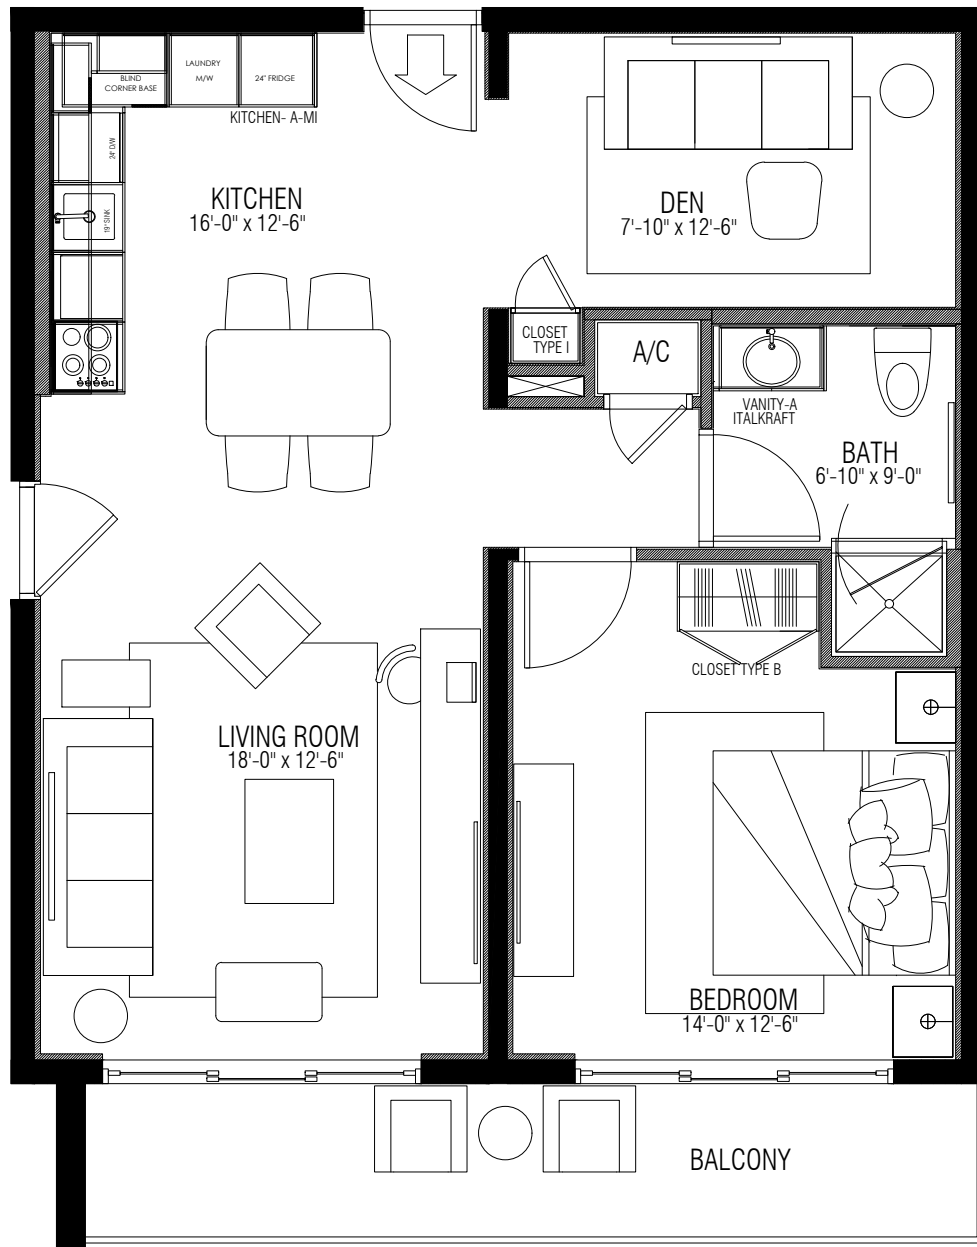 LAUNDRY
M/W
BLIND
CORNER BASE
24" FRIDGE
KITCHEN- A-MI
24" D/W
19" SINK
KITCHEN
16'-0" x 12'-6"
DEN
7'-10" x 12'-6"
CLOSET
TYPE I
A/C
VANITY-A
ITALKRAFT
BATH
6'-10" x 9'-0"
CLOSET TYPE B
LIVING ROOM
18'-0" x 12'-6"
BEDROOM
14'-0" x 12'-6"
BALCONY